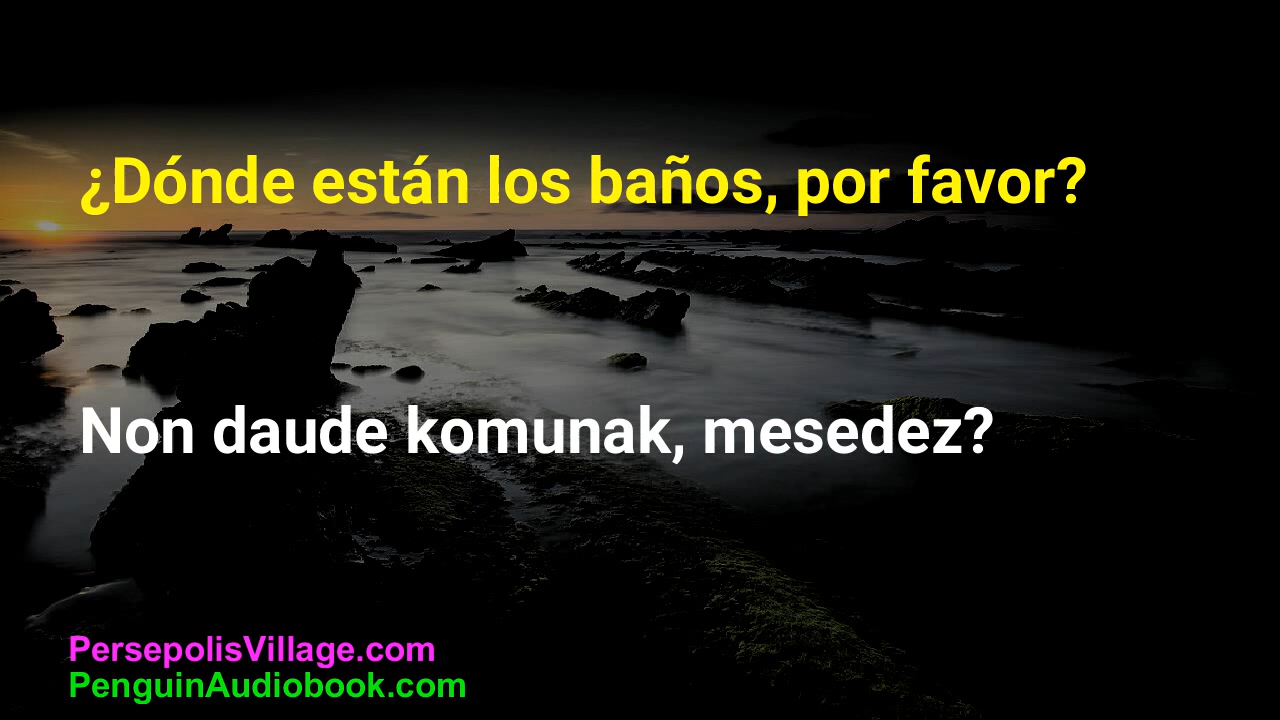 ¿Dónde están los baños, por favor?
Non daude komunak, mesedez?
PersepolisVillage.com
PenguinAudiobook.com